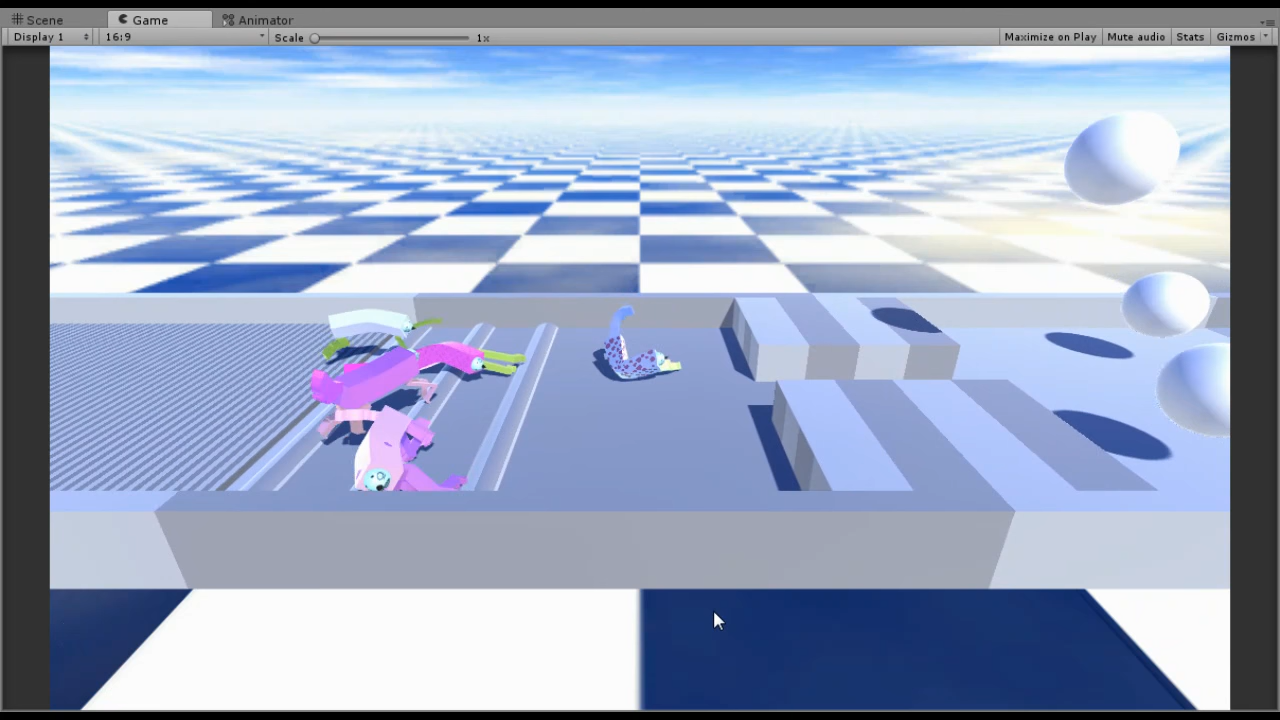 Scene Game Animator
Display 1 16:9 Scale 1x Maximize on Play Mute audio Stats Gizmos